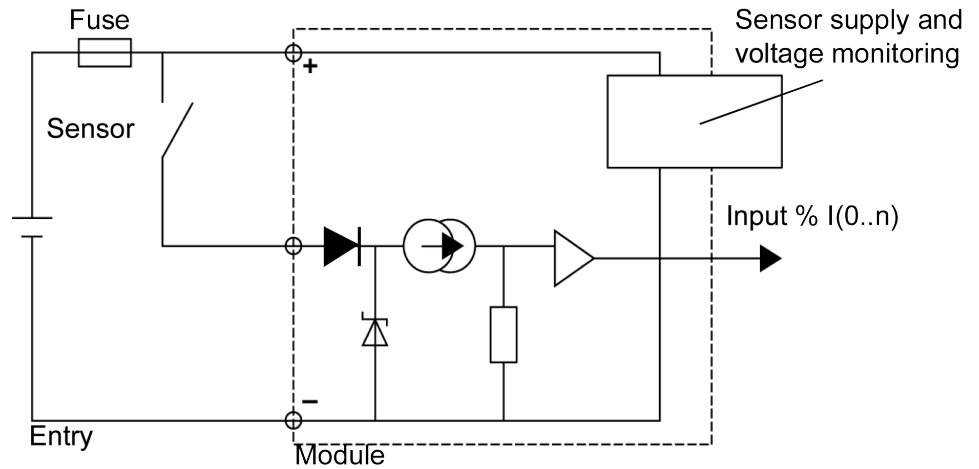 Fuse
Sensor supply and
voltage monitoring
+
Sensor
Input % I(0..n)
–
Entry
Module